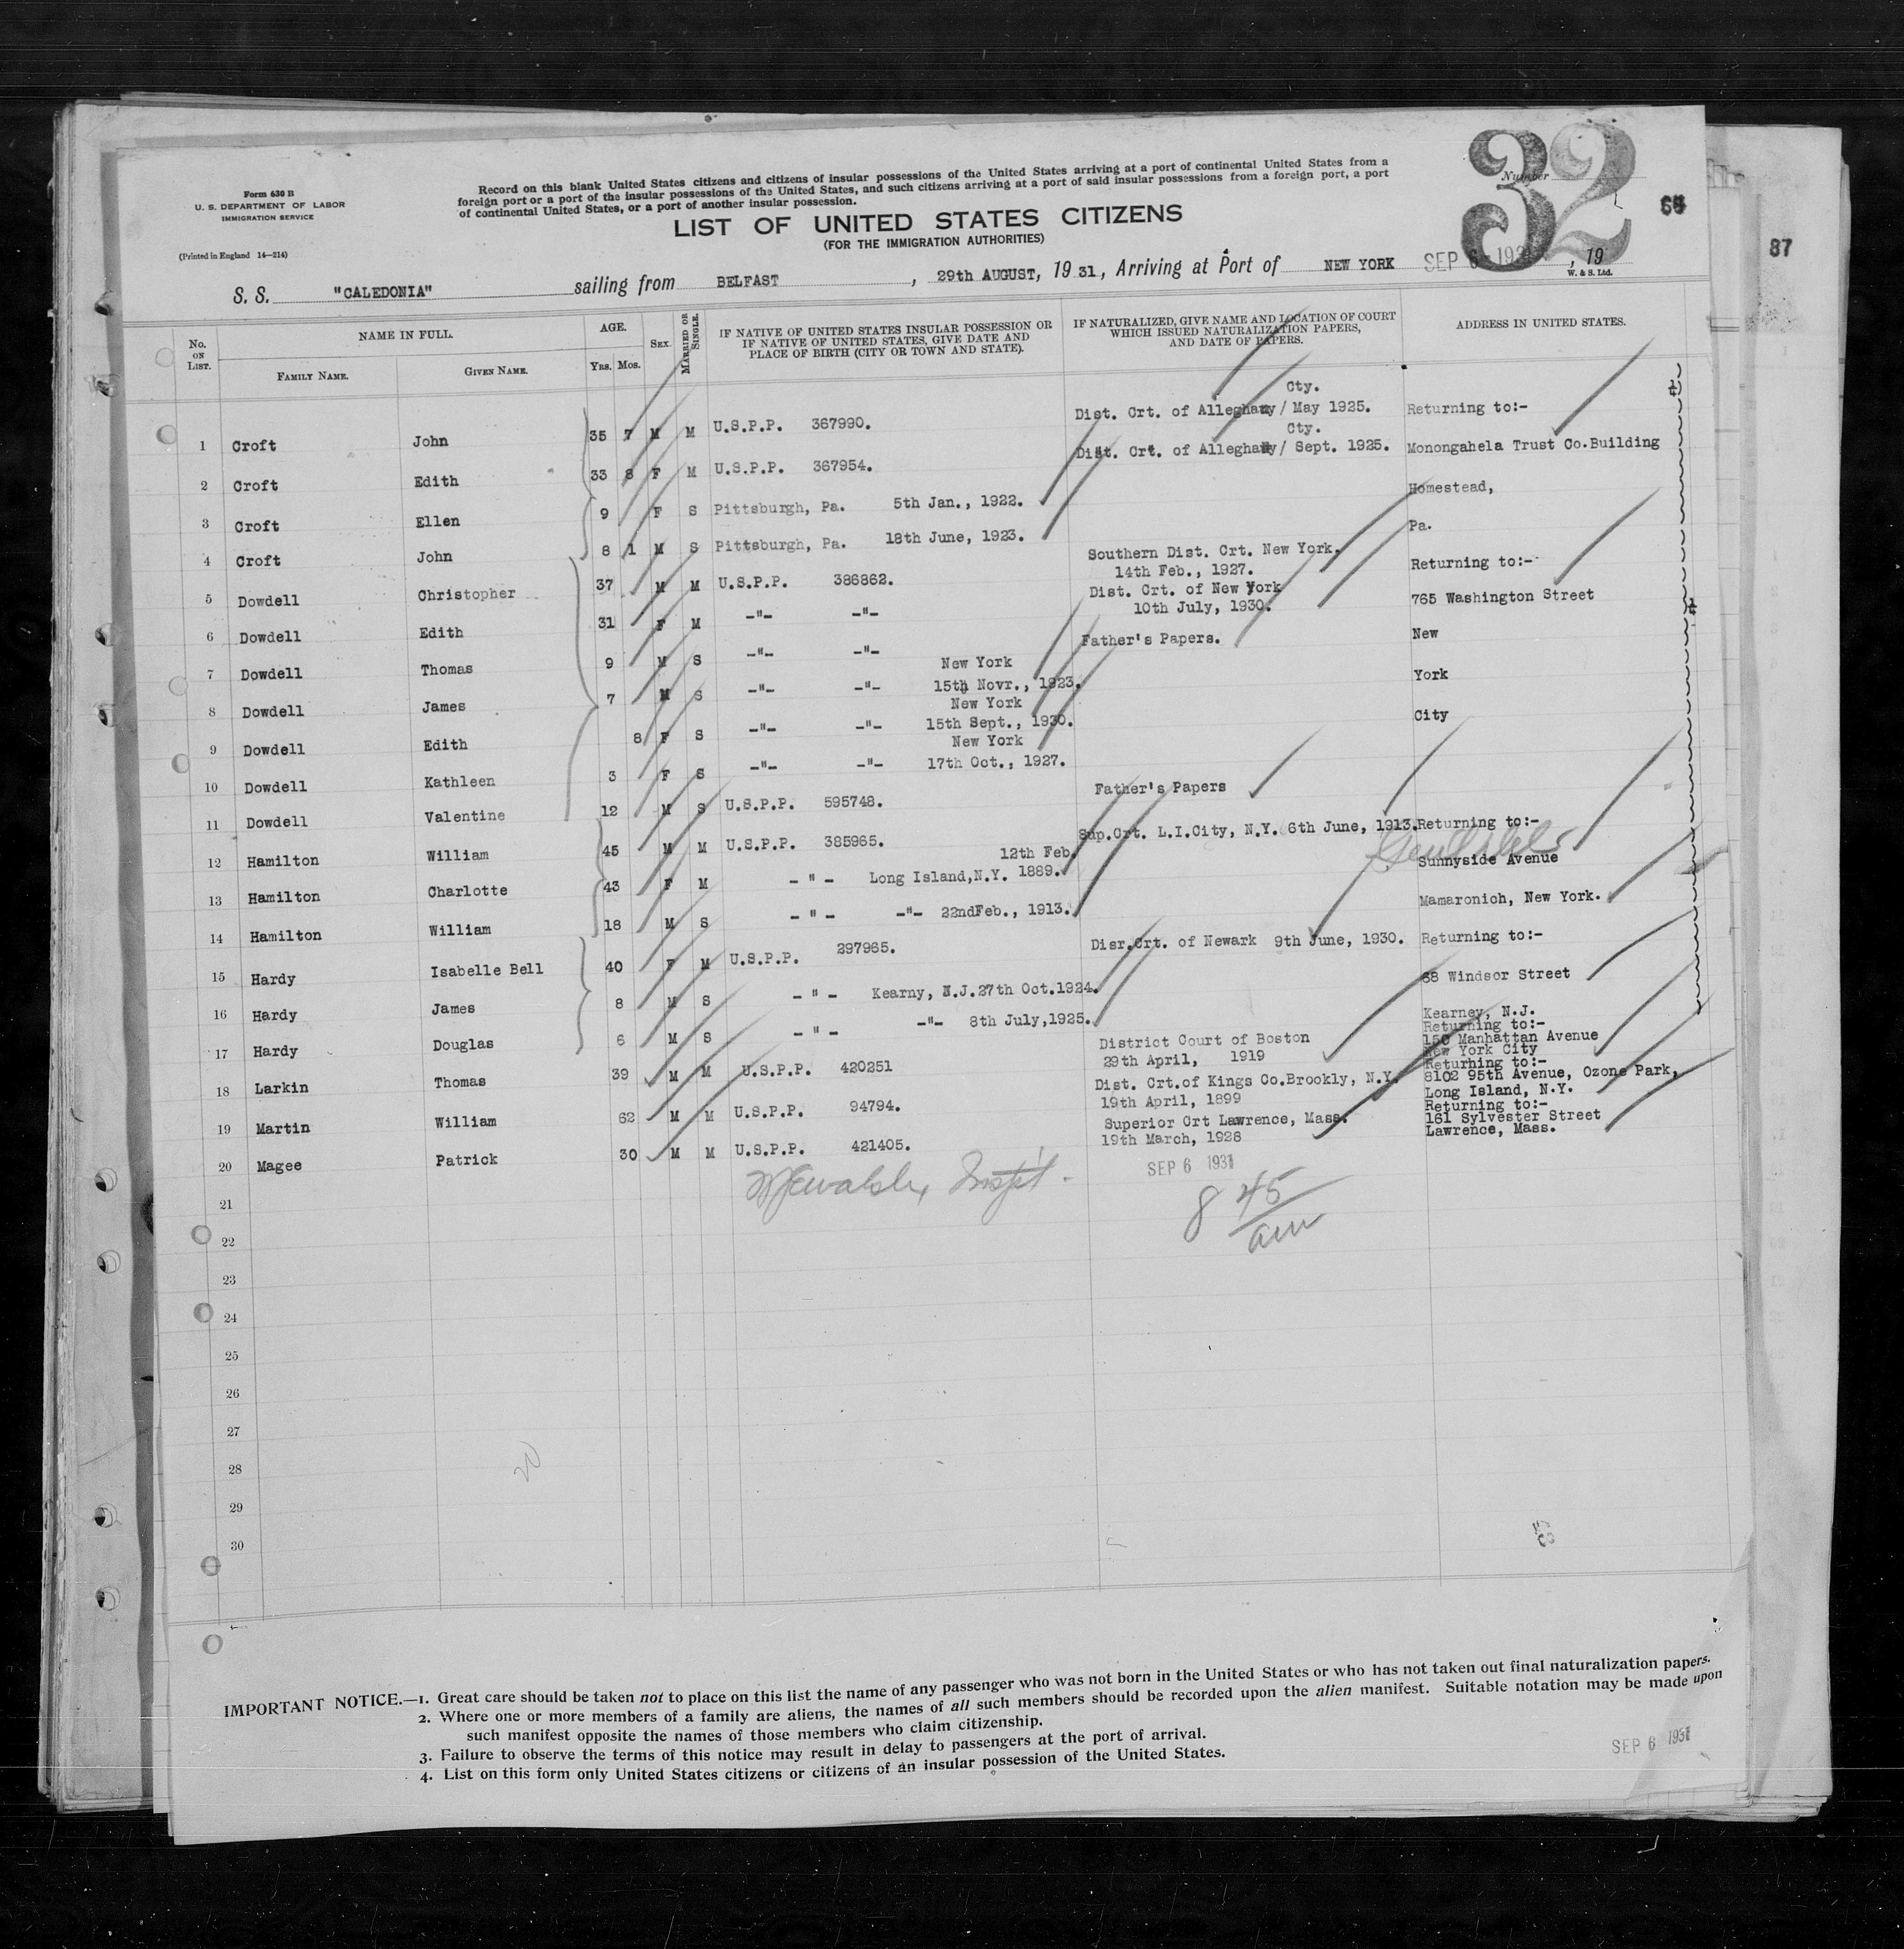 Form 630 B
U. S. DEPARTMENT OF LABOR
IMMIGRATION SERVICE
(Printed in England 14—214)
Record on this blank United States citizens and citizens of insular possessions of the United States arriving at a port of continental United States from a
foreign port or a port of the insular possessions of the United States, and such citizens arriving at a port of said insular possessions from a foreign port, a port
of continental United States, or a port of another insular possession.
Number
32
87
LIST OF UNITED STATES CITIZENS
(FOR THE IMMIGRATION AUTHORITIES)
S. S. "CALEDONIA" sailing from BELFAST, 29th AUGUST, 19 31, Arriving at Port of NEW YORK SEP 6 1931, 19
W. & S. Ltd.
No. ON LIST. NAME IN FULL. FAMILY NAME. GIVEN NAME. AGE. Yrs. Mos. SEX. MARRIED OR SINGLE. IF NATIVE OF UNITED STATES INSULAR POSSESSION OR IF NATIVE OF UNITED STATES, GIVE DATE AND PLACE OF BIRTH (CITY OR TOWN AND STATE). IF NATURALIZED, GIVE NAME AND LOCATION OF COURT WHICH ISSUED NATURALIZATION PAPERS, AND DATE OF PAPERS. ADDRESS IN UNITED STATES.
Cty.
1 Croft John 35 7 M M U.S.P.P. 367990. Dist. Crt. of Alleghany / May 1925. Returning to:-
Cty.
2 Croft Edith 33 8 F M U.S.P.P. 367954. Dist. Crt. of Alleghany / Sept. 1925. Monongahela Trust Co.Building
3 Croft Ellen 9 F S Pittsburgh, Pa. 5th Jan., 1922. Homestead,
4 Croft John 8 1 M S Pittsburgh, Pa. 18th June, 1923. Pa.
5 Dowdell Christopher 37 M M U.S.P.P. 386862. Southern Dist. Crt. New York. 14th Feb., 1927. Returning to:-
6 Dowdell Edith 31 F M -"- -"- Dist. Crt. of New York 10th July, 1930. 765 Washington Street
7 Dowdell Thomas 9 M S -"- -"- Father's Papers. New
8 Dowdell James 7 M S -"- -"- New York 15th Novr., 1923. York
9 Dowdell Edith 8 F S -"- -"- New York 15th Sept., 1930. City
10 Dowdell Kathleen 3 F S -"- -"- New York 17th Oct., 1927.
11 Dowdell Valentine 12 M S U.S.P.P. 595748. Father's Papers
12 Hamilton William 45 M M U.S.P.P. 385965. Sup.Crt. L.I.City, N.Y. 6th June, 1913. Returning to:-
13 Hamilton Charlotte 43 F M - " - Long Island,N.Y. 12th Feb. 1889. Sunnyside Avenue
14 Hamilton William 18 M S - " - -"- 22ndFeb., 1913. Mamaronich, New York.
15 Hardy Isabelle Bell 40 F M U.S.P.P. 297965. Disr.Crt. of Newark 9th June, 1930. Returning to:-
16 Hardy James 8 M S - " - Kearny, N.J.27th Oct.1924. 68 Windsor Street
17 Hardy Douglas 6 M S - " - -"- 8th July,1925. Kearney, N.J.
18 Larkin Thomas 39 M M U.S.P.P. 420251 District Court of Boston 29th April, 1919 Returning to:- 150 Manhattan Avenue New York City
19 Martin William 62 M M U.S.P.P. 94794. Dist. Crt.of Kings Co.Brookly, N.Y. 19th April, 1899 Returning to:- 8102 95th Avenue, Ozone Park, Long Island, N.Y.
20 Magee Patrick 30 M M U.S.P.P. 421405. Superior Crt Lawrence, Mass. 19th March, 1928 Returning to:- 161 Sylvester Street Lawrence, Mass.
SEP 6 1931
8 45
am
21
22
23
24
25
26
27
28
29
30
20
IMPORTANT NOTICE.—1. Great care should be taken not to place on this list the name of any passenger who was not born in the United States or who has not taken out final naturalization papers.
2. Where one or more members of a family are aliens, the names of all such members should be recorded upon the alien manifest. Suitable notation may be made upon
such manifest opposite the names of those members who claim citizenship.
3. Failure to observe the terms of this notice may result in delay to passengers at the port of arrival.
4. List on this form only United States citizens or citizens of an insular possession of the United States.
SEP 6 1931